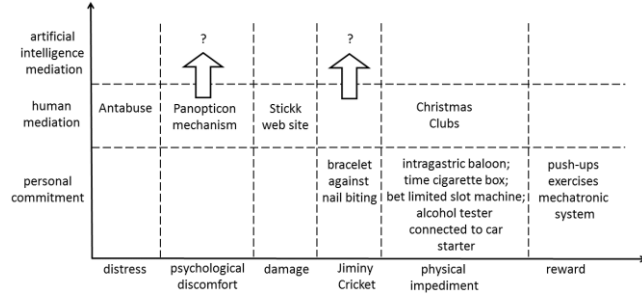 artificial
intelligence
mediation
?
?
human
mediation
Antabuse
Panopticon
mechanism
Stickk
web site
Christmas
Clubs
personal
commitment
bracelet
against
nail biting
intragastric baloon;
time cigarette box;
bet limited slot machine;
alcohol tester
connected to car
starter
push-ups
exercises
mechatronic
system
distress
psychological
discomfort
damage
Jiminy
Cricket
physical
impediment
reward